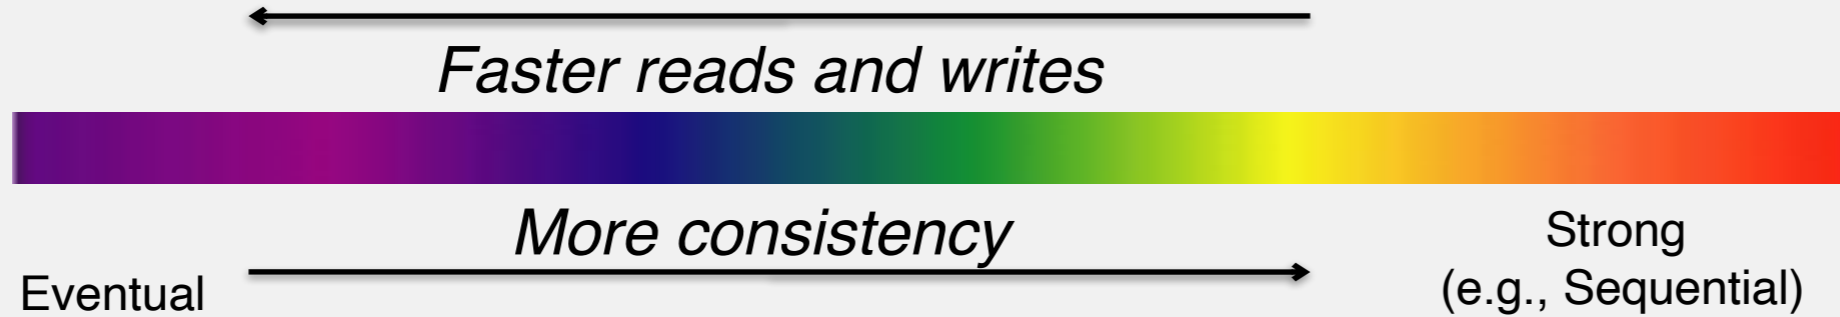 Faster reads and writes
More consistency
Eventual
Strong
(e.g., Sequential)